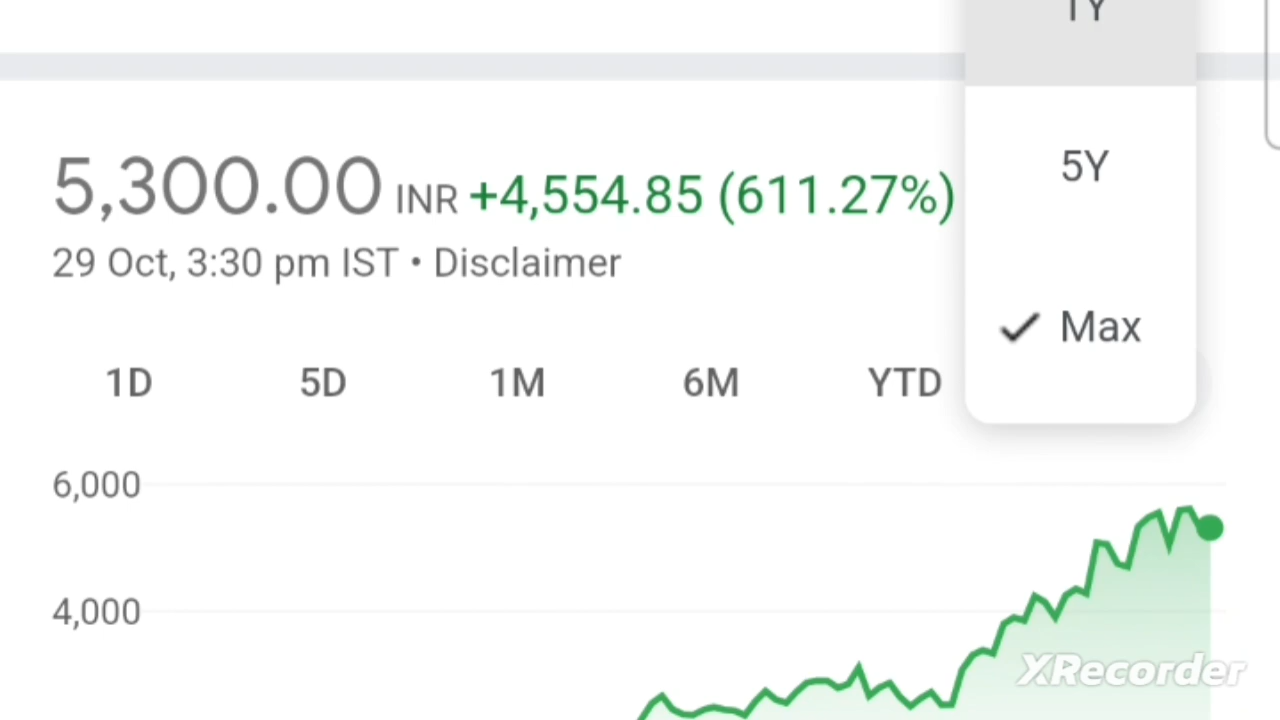 1Y
5Y
Max
5,300.00 INR +4,554.85 (611.27%)
29 Oct, 3:30 pm IST • Disclaimer
1D 5D 1M 6M YTD
6,000
4,000
XRecorder